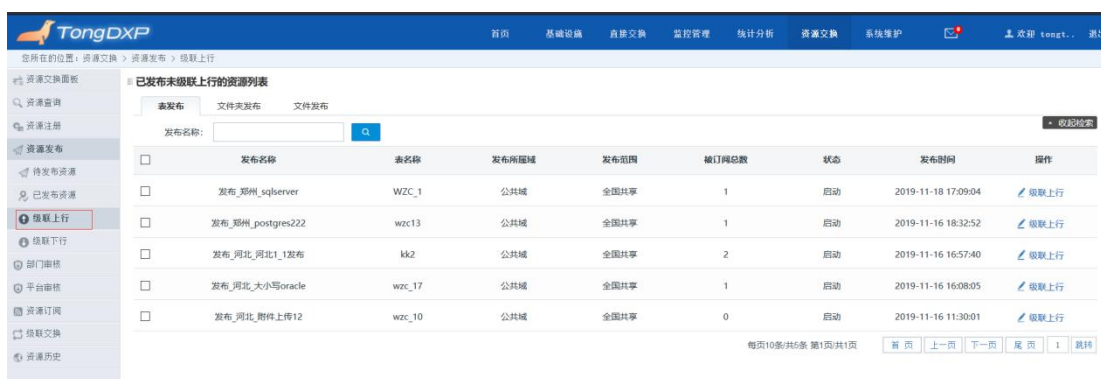 TongDXP
首页 基础设施 直接交换 监控管理 统计分析 资源交换 系统维护 欢迎 tongt..
您所在的位置：资源交换 > 资源发布 > 级联上行
资源交换面板
资源查询
资源注册
资源发布
待发布资源
已发布资源
级联上行
级联下行
部门审核
平台审核
资源订阅
级联交换
资源历史
已发布未级联上行的资源列表
表发布 文件夹发布 文件发布
发布名称：
收起检索
发布名称 表名称 发布所属域 发布范围 被订阅总数 状态 发布时间 操作
发布_郑州_sqlserver WZC_1 公共域 全国共享 1 启动 2019-11-18 17:09:04 级联上行
发布_郑州_postgres222 wzc13 公共域 全国共享 1 启动 2019-11-16 18:32:52 级联上行
发布_河北_河北1_1发布 kk2 公共域 全国共享 2 启动 2019-11-16 16:57:40 级联上行
发布_河北_大小写oracle wzc_17 公共域 全国共享 1 启动 2019-11-16 16:08:05 级联上行
发布_河北_附件上传12 wzc_10 公共域 全国共享 0 启动 2019-11-16 11:30:01 级联上行
每页10条/共5条 第1页/共1页 首 页 上一页 下一页 尾 页 1 跳转